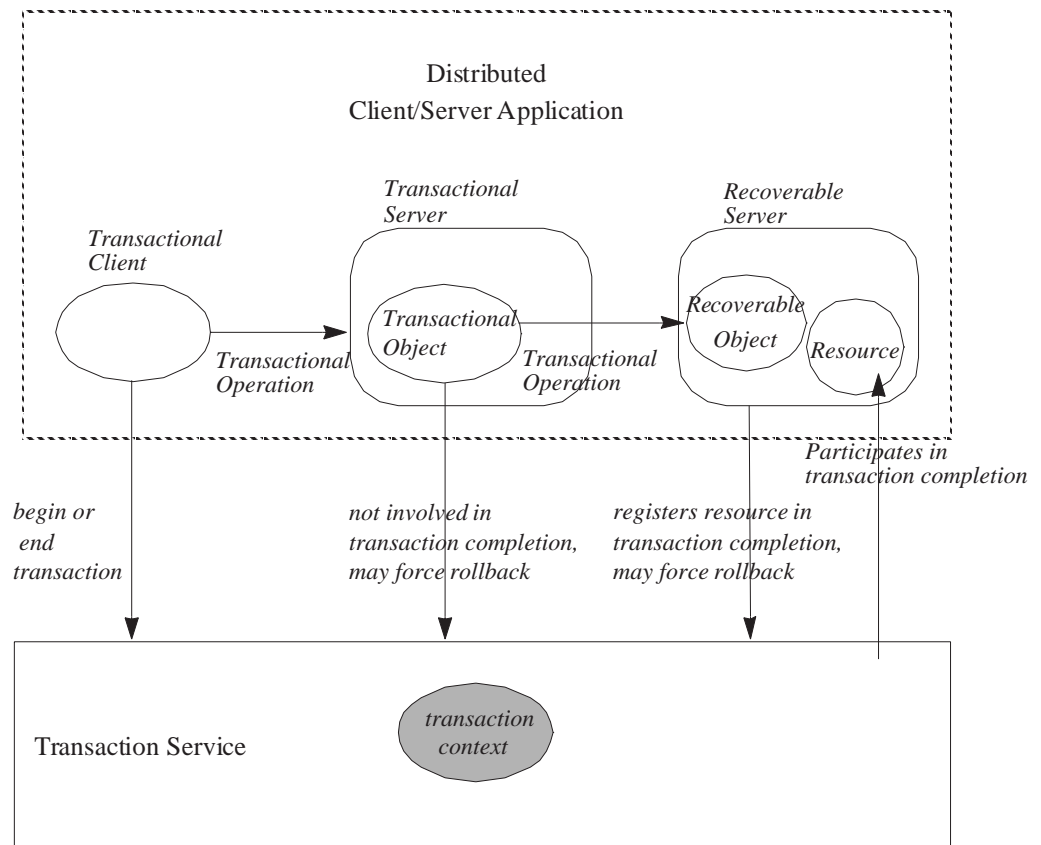 Distributed
Client/Server Application
Transactional
Server
Recoverable
Server
Transactional
Client
Transactional
Object
Recoverable
Object
Resource
Transactional
Operation
Transactional
Operation
Participates in
transaction completion
begin or
end
transaction
not involved in
transaction completion,
may force rollback
registers resource in
transaction completion,
may force rollback
Transaction Service
transaction
context